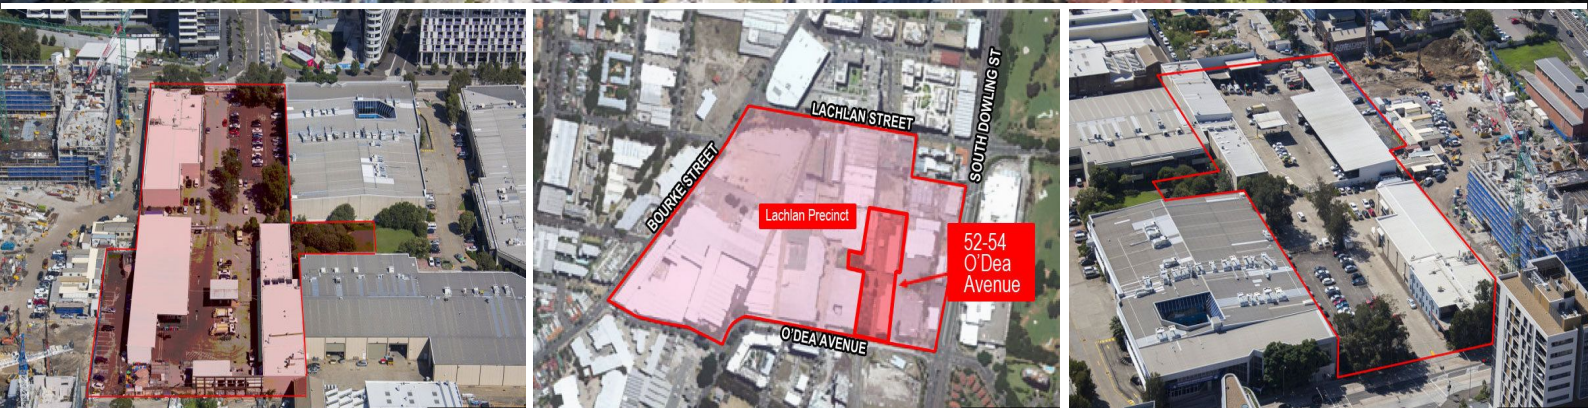 LACHLAN STREET
SOUTH DOWLING ST
BOURKE STREET
Lachlan Precinct
52-54
O'Dea
Avenue
O'DEA AVENUE